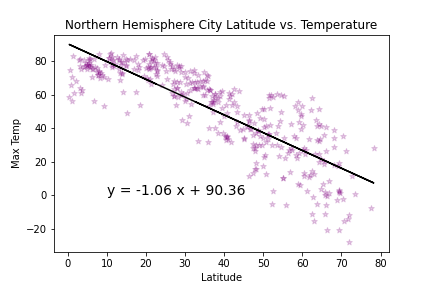 Northern Hemisphere City Latitude vs. Temperature
Max Temp
80
60
40
20
0
−20
y = -1.06 x + 90.36
0 10 20 30 40 50 60 70 80
Latitude